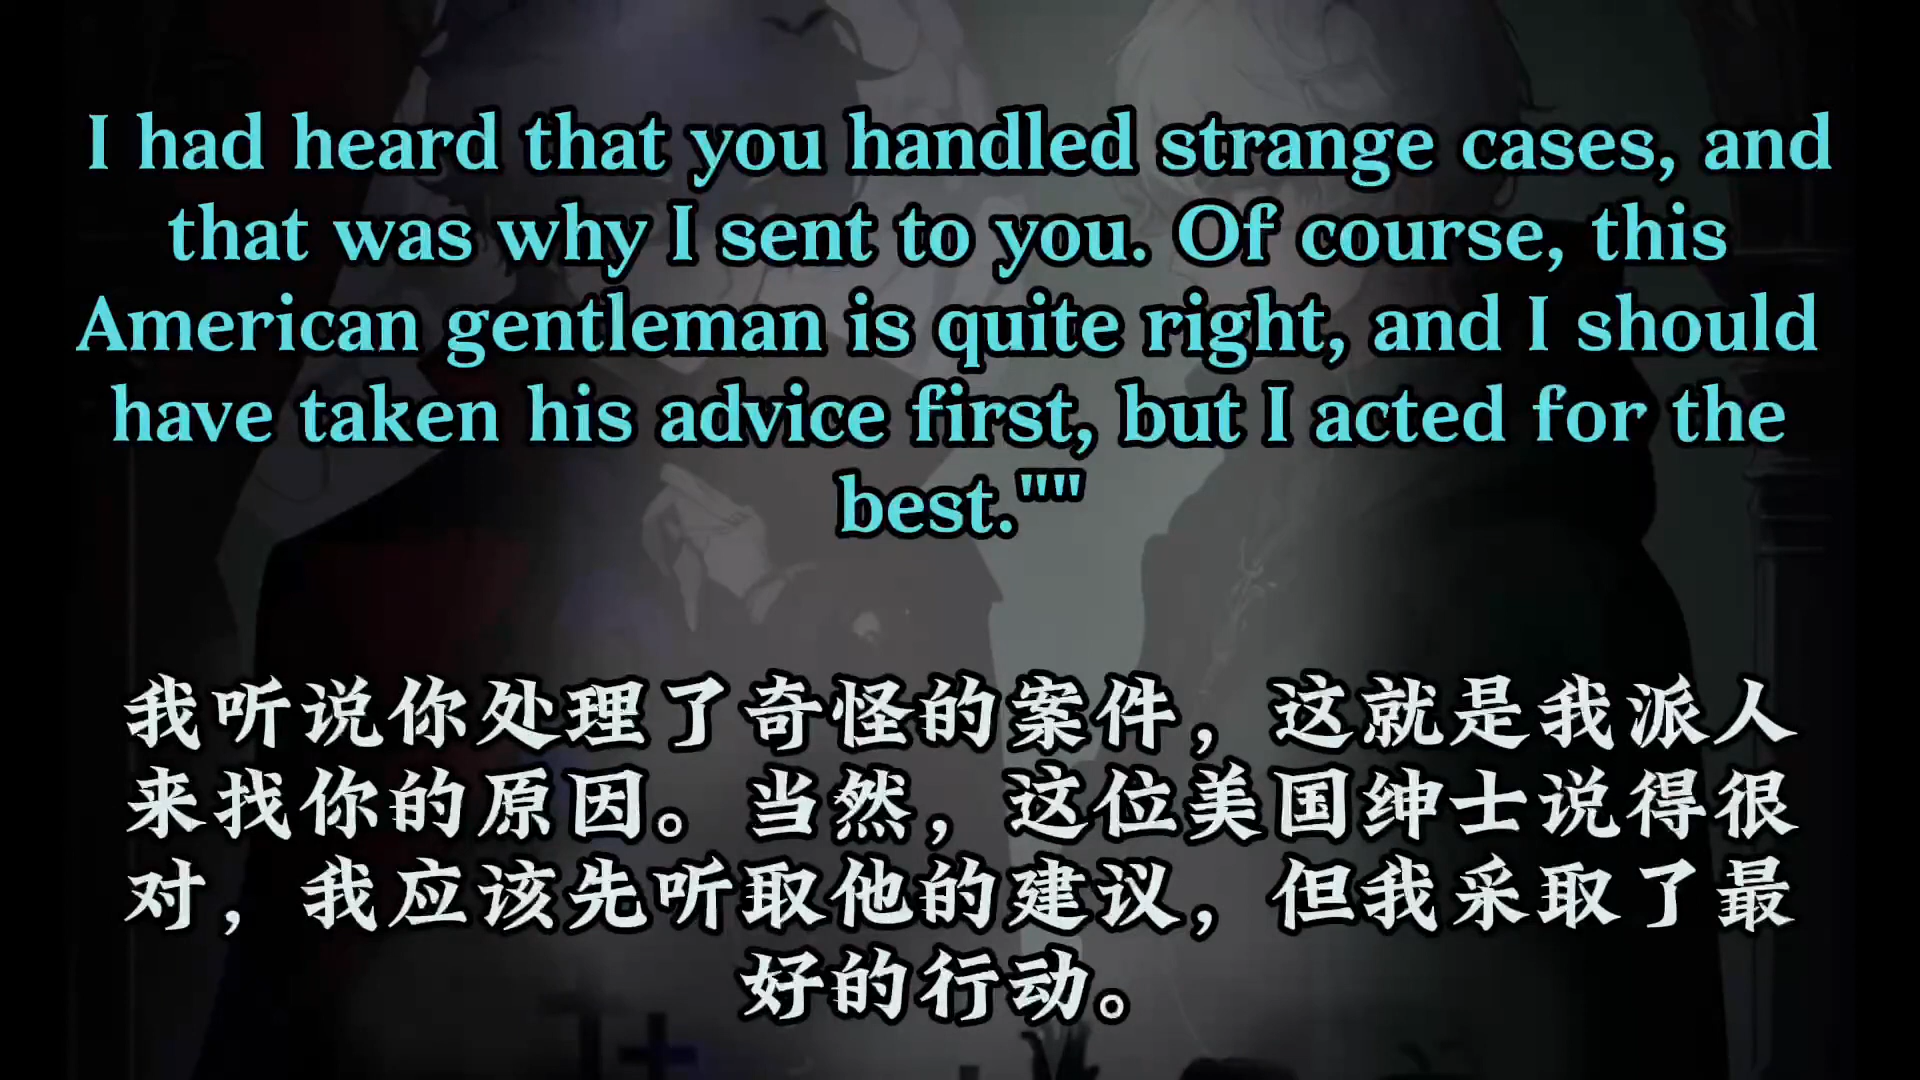 I had heard that you handled strange cases, and
that was why I sent to you. Of course, this
American gentleman is quite right, and I should
have taken his advice first, but I acted for the
best.""
我听说你处理了奇怪的案件，这就是我派人
来找你的原因。当然，这位美国绅士说得很
对，我应该先听取他的建议，但我采取了最
好的行动。